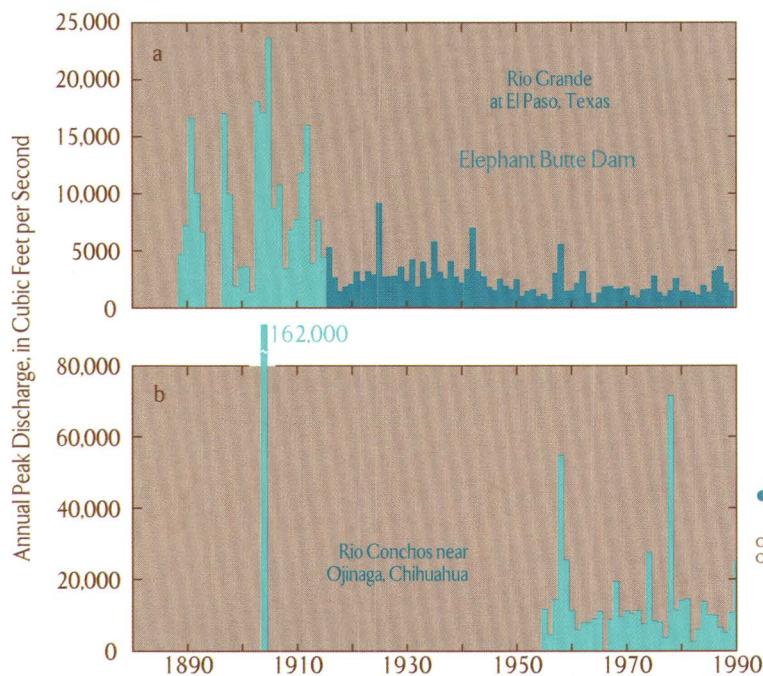 Annual Peak Discharge, in Cubic Feet per Second
25,000
20,000
15,000
10,000
5000
0
a
Rio Grande
at El Paso, Texas
Elephant Butte Dam
162,000
80,000
60,000
40,000
20,000
0
b
Rio Conchos near
Ojinaga, Chihuahua
1890 1910 1930 1950 1970 1990